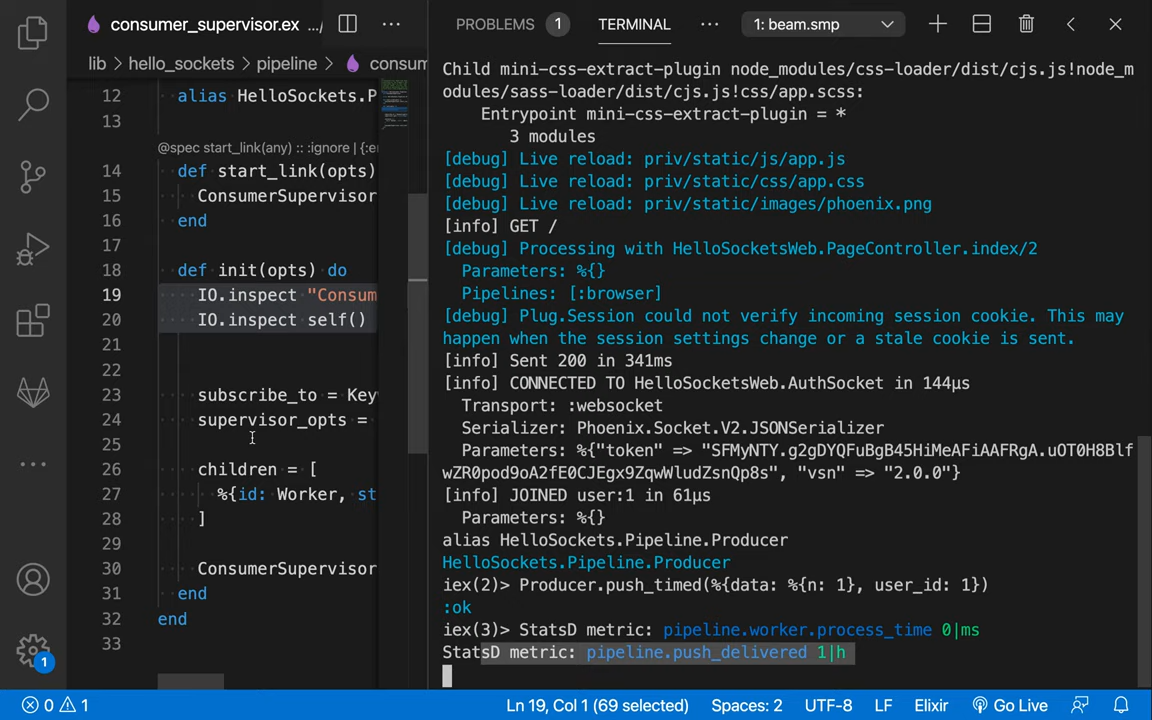 consumer_supervisor.ex .../
PROBLEMS 1 TERMINAL ... 1: beam.smp
lib > hello_sockets > pipeline > consum
12 alias HelloSockets.P
13
@spec start_link(any) :: :ignore | {:e
14 def start_link(opts)
15 ConsumerSupervisor
16 end
17
18 def init(opts) do
19 IO.inspect "Consum
20 IO.inspect self()
21
22
23 subscribe_to = Key
24 supervisor_opts =
25
26 children = [
27 %{id: Worker, st
28 ]
29
30 ConsumerSupervisor
31 end
32 end
33
Child mini-css-extract-plugin node_modules/css-loader/dist/cjs.js!node_m
odules/sass-loader/dist/cjs.js!css/app.scss:
Entrypoint mini-css-extract-plugin = *
3 modules
[debug] Live reload: priv/static/js/app.js
[debug] Live reload: priv/static/css/app.css
[debug] Live reload: priv/static/images/phoenix.png
[info] GET /
[debug] Processing with HelloSocketsWeb.PageController.index/2
Parameters: %{}
Pipelines: [:browser]
[debug] Plug.Session could not verify incoming session cookie. This may
happen when the session settings change or a stale cookie is sent.
[info] Sent 200 in 341ms
[info] CONNECTED TO HelloSocketsWeb.AuthSocket in 144µs
Transport: :websocket
Serializer: Phoenix.Socket.V2.JSONSerializer
Parameters: %{"token" => "SFMyNTY.g2gDYQFuBgB45HiMeAFiAAFRgA.uOT0H8Blf
wZR0pod9oA2fE0CJEgx9ZqwWludZsnQp8s", "vsn" => "2.0.0"}
[info] JOINED user:1 in 61µs
Parameters: %{}
alias HelloSockets.Pipeline.Producer
HelloSockets.Pipeline.Producer
iex(2)> Producer.push_timed(%{data: %{n: 1}, user_id: 1})
:ok
iex(3)> StatsD metric: pipeline.worker.process_time 0|ms
StatsD metric: pipeline.push_delivered 1|h
1
0 1 Ln 19, Col 1 (69 selected) Spaces: 2 UTF-8 LF Elixir Go Live